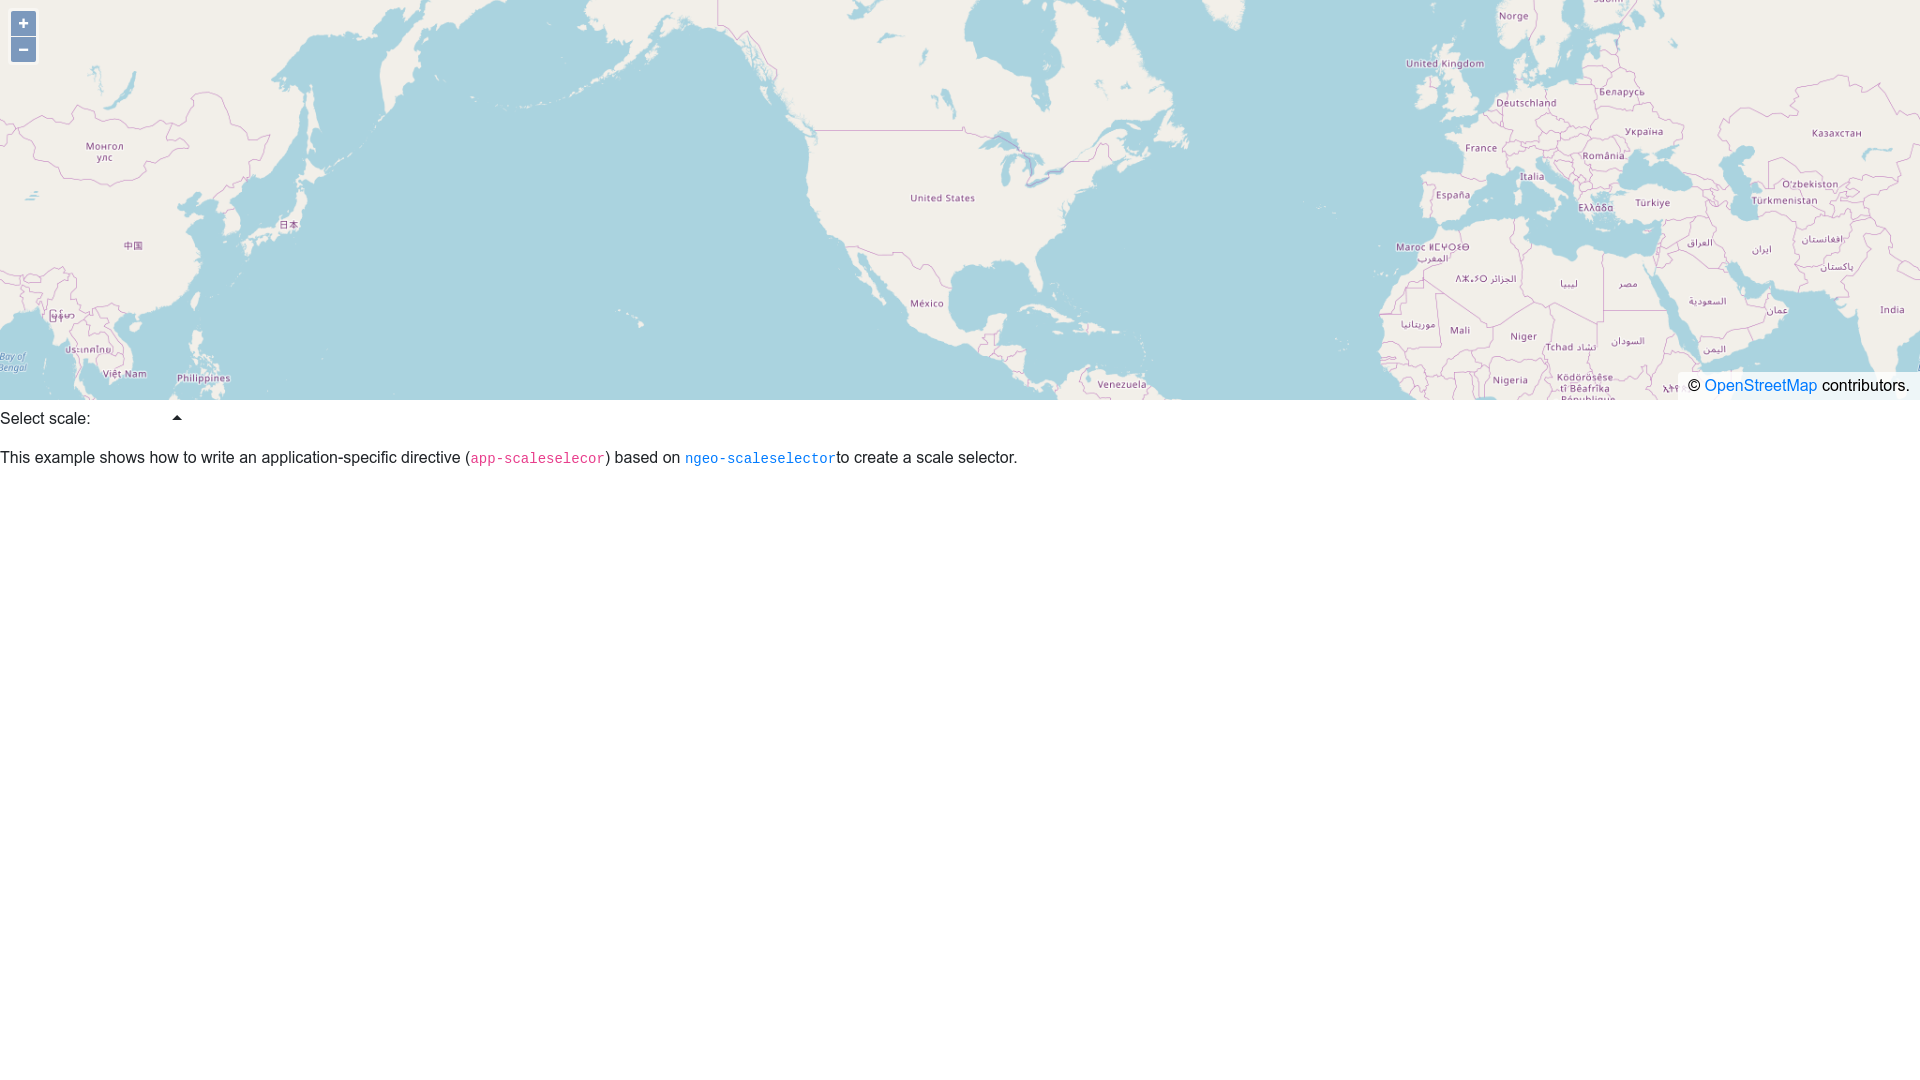 +
−
Norge
United Kingdom
Беларусь
Deutschland
Україна
Казахстан
Монгол
улс
France
România
Italia
O'zbekiston
España
Türkiye
Türkmenistan
Ελλάδα
United States
日本
中国
Maroc ⵍⵎⵖⵔⵉⴱ
المغرب
العراق
ایران
افغانستان
پاکستان
الجزائر
ليبيا
مصر
السعودية
عمان
India
México
موريتانيا
Mali
Niger
Tchad تشاد
السودان
اليمن
Bay of
Bengal
ประเทศไทย
Việt Nam
Philippines
Venezuela
Nigeria
Ködörösêse
tî Bêafrîka
République
© OpenStreetMap contributors.
Select scale:
This example shows how to write an application-specific directive (app-scaleselecor) based on ngeo-scaleselectorto create a scale selector.